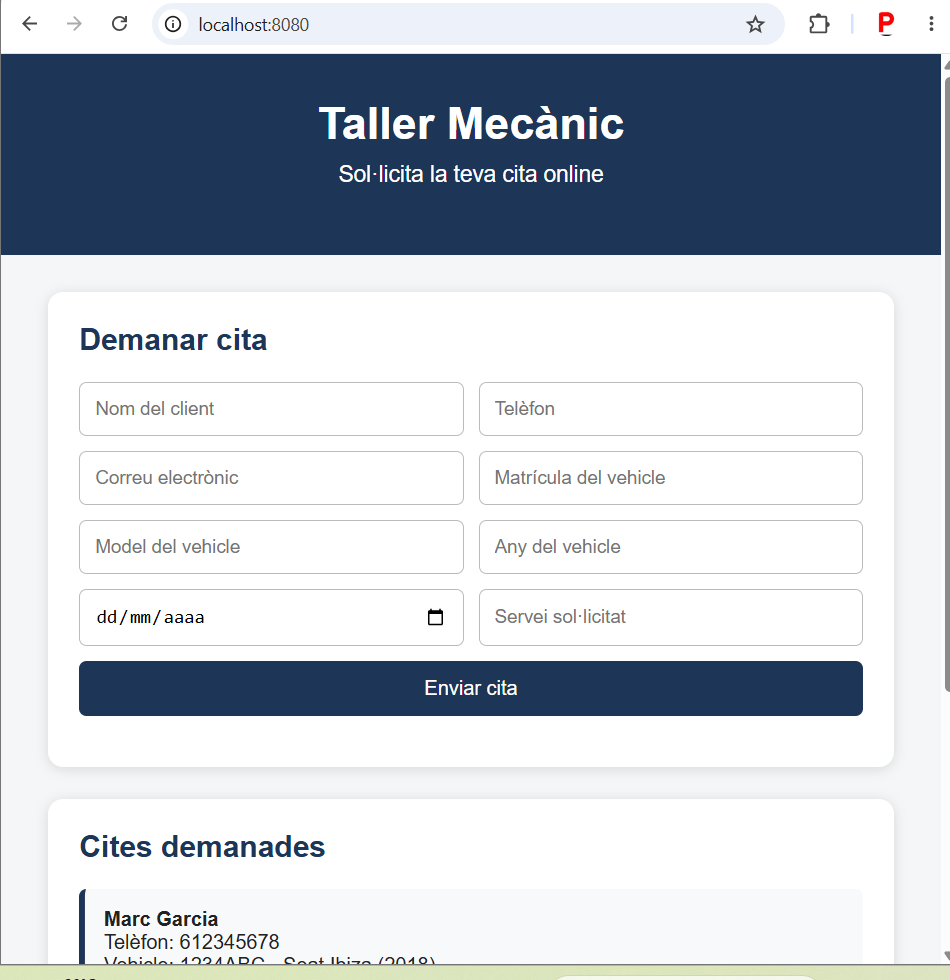 localhost:8080
P
Taller Mecànic
Sol·licita la teva cita online
Demanar cita
Nom del client
Telèfon
Correu electrònic
Matrícula del vehicle
Model del vehicle
Any del vehicle
dd/mm/aaaa
Servei sol·licitat
Enviar cita
Cites demanades
Marc Garcia
Telèfon: 612345678
Vehicle: 1234ABC - Seat Ibiza (2018)